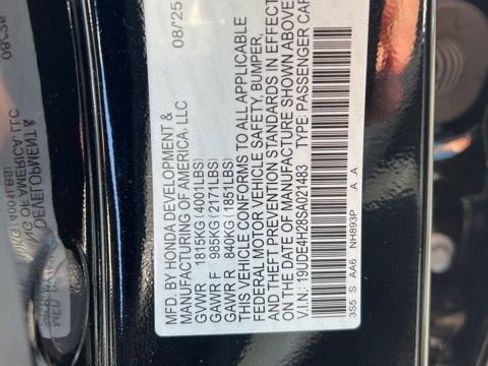 MFD. BY HONDA DEVELOPMENT & 08/25
MANUFACTURING OF AMERICA, LLC
GVWR 1815KG(4001LBS)
GAWR F 985KG(2171LBS)
GAWR R 840KG(1851LBS)
THIS VEHICLE CONFORMS TO ALL APPLICABLE
FEDERAL MOTOR VEHICLE SAFETY, BUMPER,
AND THEFT PREVENTION STANDARDS IN EFFECT
ON THE DATE OF MANUFACTURE SHOWN ABOVE
V.I.N.: 19UDE4H28SA021483 TYPE: PASSENGER CAR
3S5 S AA6 NH893P A A